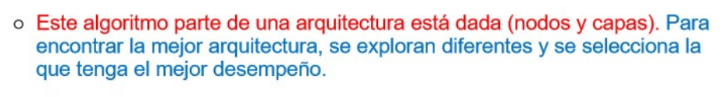 ○ Este algoritmo parte de una arquitectura está dada (nodos y capas). Para
encontrar la mejor arquitectura, se exploran diferentes y se selecciona la
que tenga el mejor desempeño.